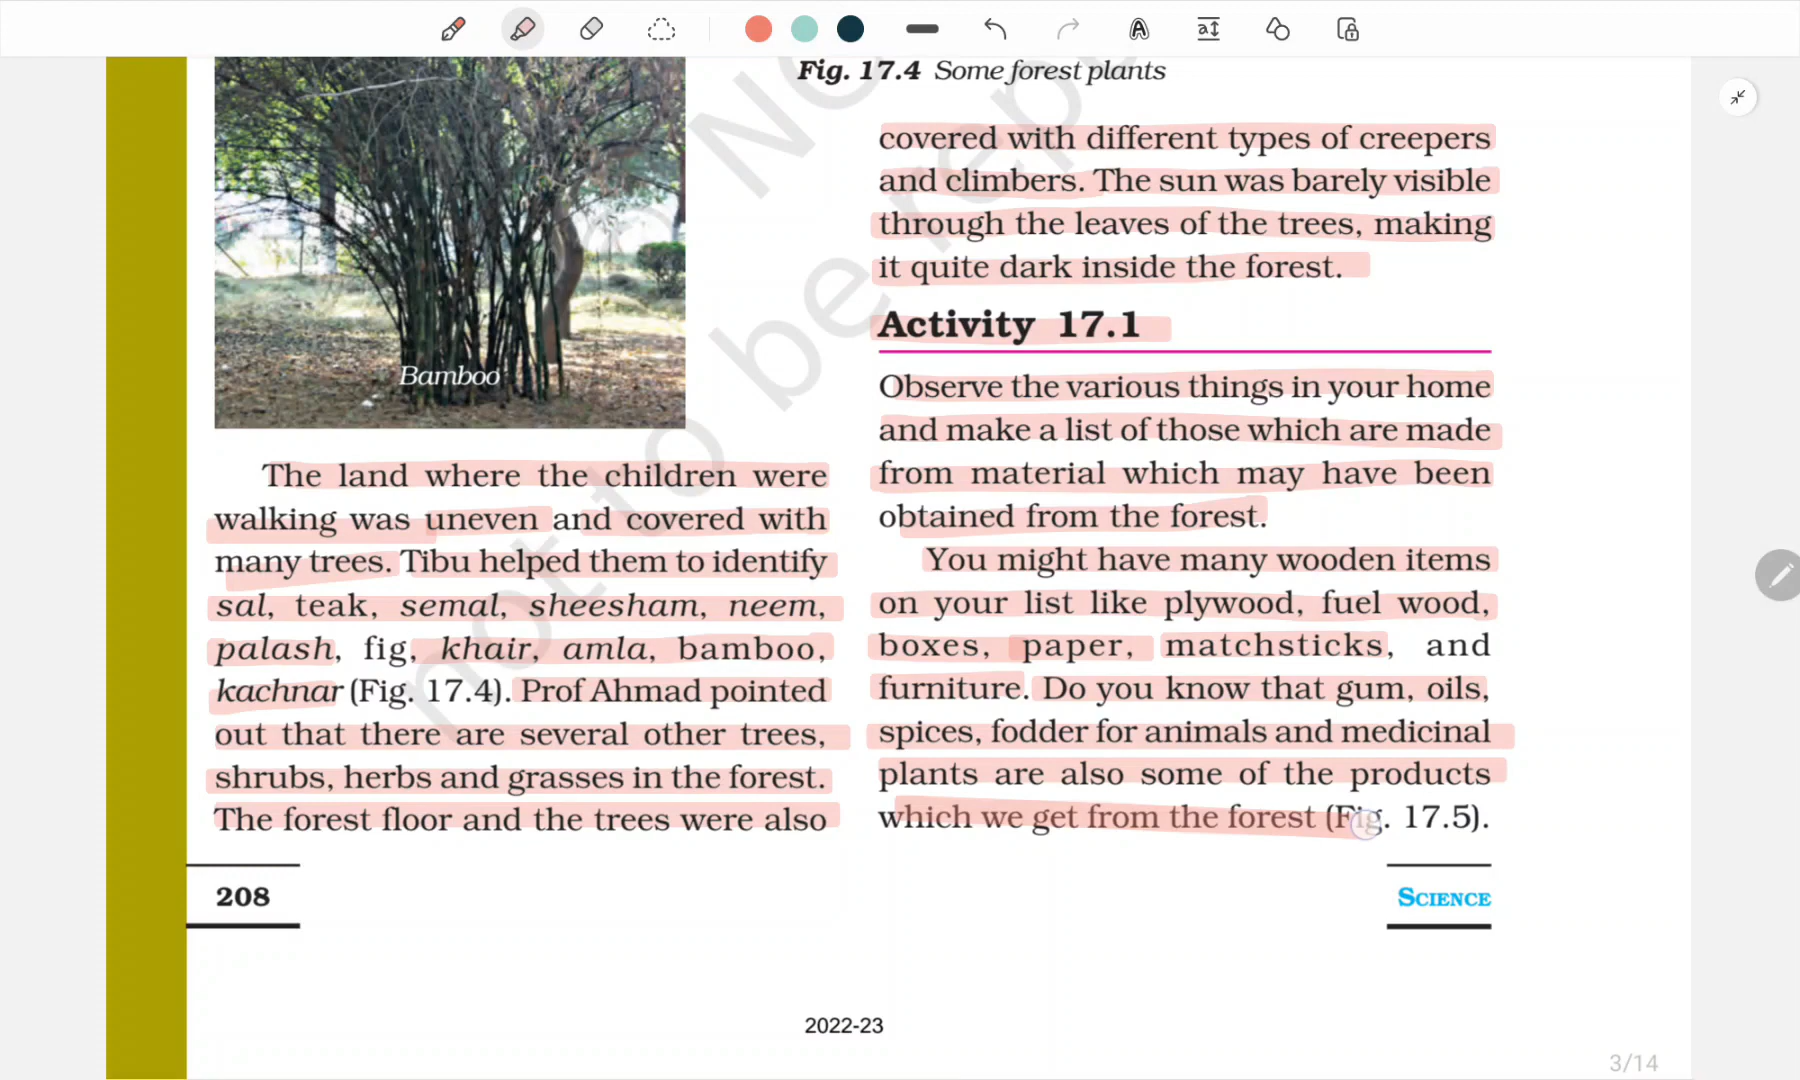 Fig. 17.4 Some forest plants
Bamboo
The land where the children were
walking was uneven and covered with
many trees. Tibu helped them to identify
sal, teak, semal, sheesham, neem,
palash, fig, khair, amla, bamboo,
kachnar (Fig. 17.4). Prof Ahmad pointed
out that there are several other trees,
shrubs, herbs and grasses in the forest.
The forest floor and the trees were also
covered with different types of creepers
and climbers. The sun was barely visible
through the leaves of the trees, making
it quite dark inside the forest.
Activity 17.1
Observe the various things in your home
and make a list of those which are made
from material which may have been
obtained from the forest.
You might have many wooden items
on your list like plywood, fuel wood,
boxes, paper, matchsticks, and
furniture. Do you know that gum, oils,
spices, fodder for animals and medicinal
plants are also some of the products
which we get from the forest (Fig. 17.5).
208
SCIENCE
2022-23
3/14
not to be rep